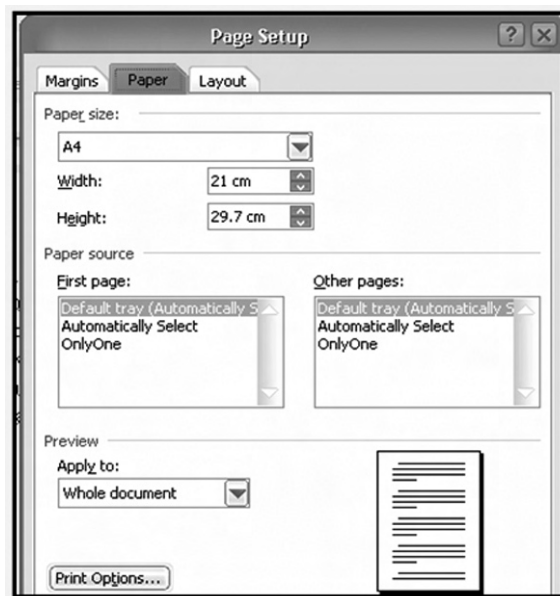 Page Setup
Margins Paper Layout
Paper size:
A4
Width: 21 cm
Height: 29.7 cm
Paper source
First page: Other pages:
Default tray (Automatically S Default tray (Automatically S
Automatically Select Automatically Select
OnlyOne OnlyOne
Preview
Apply to:
Whole document
Print Options...